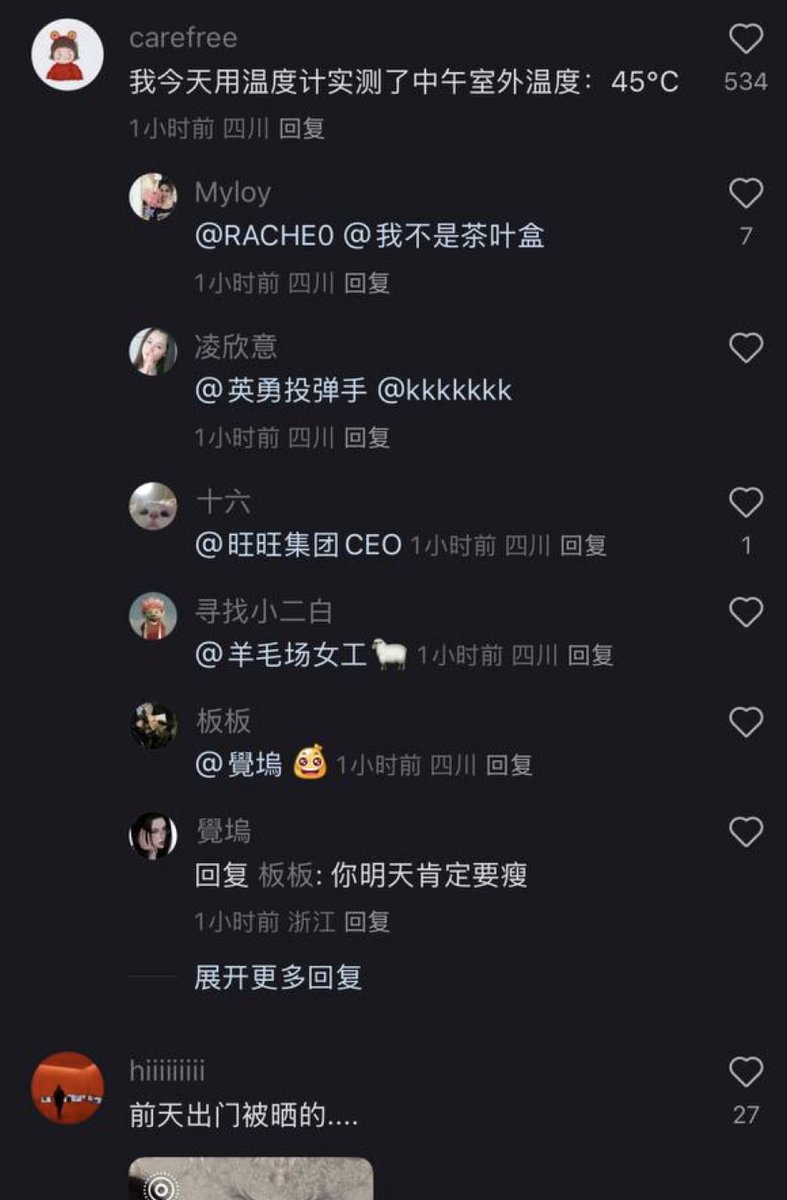 carefree
我今天用温度计实测了中午室外温度：45°C
534
1小时前 四川 回复
Myloy
@RACHE0 @我不是茶叶盒
7
1小时前 四川 回复
凌欣意
@英勇投弹手 @kkkkkkk
1小时前 四川 回复
十六
@旺旺集团CEO 1小时前 四川 回复
1
寻找小二白
@羊毛场女工🐑 1小时前 四川 回复
板板
@覺塢 1小时前 四川 回复
覺塢
回复 板板: 你明天肯定要瘦
1小时前 浙江 回复
展开更多回复
hiiiiiiiii
前天出门被晒的....
27